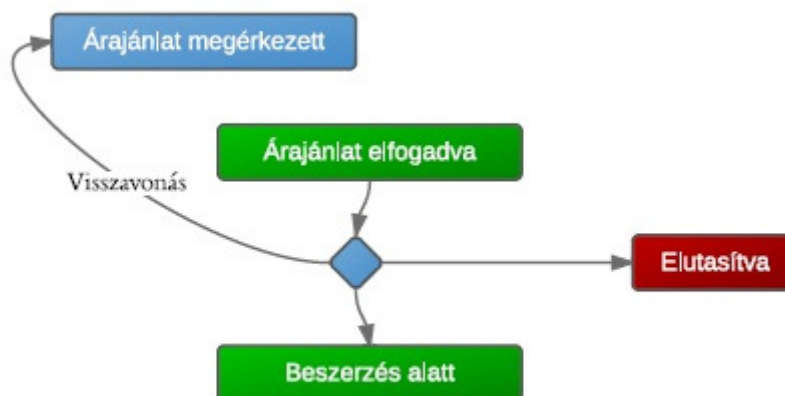 Árajánlat megérkezett
Árajánlat elfogadva
Visszavonás
Elutasítva
Beszerzés alatt